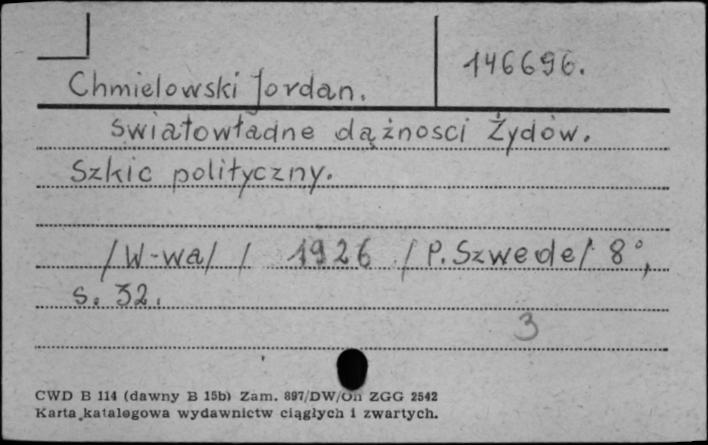 146696.
Chmielowski Jordan.
Światowładne dążnosci Żydów.
Szkic polityczny.
/W-wa/ / 1926 /P. Szwede/ 8°,
s. 32.
3
CWD B 114 (dawny B 15b) Zam. 897/DW/On ZGG 2542
Karta katalogowa wydawnictw ciągłych i zwartych.